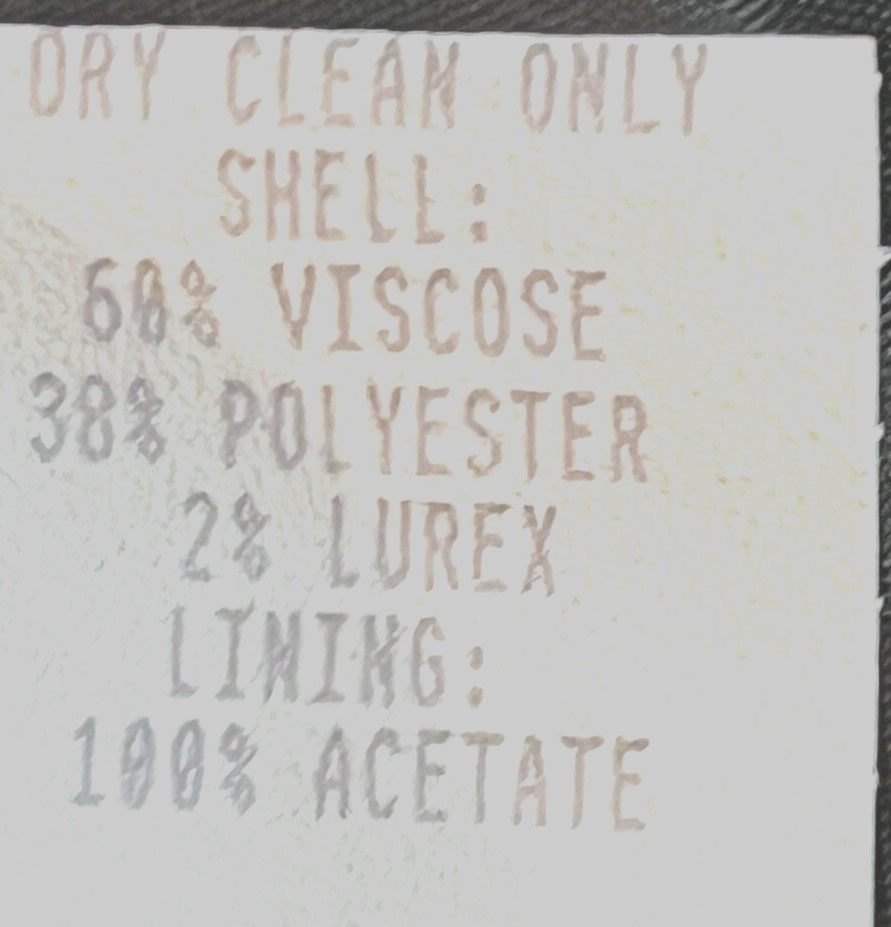 DRY CLEAN ONLY
SHELL:
60% VISCOSE
38% POLYESTER
2% LUREX
LINING:
100% ACETATE